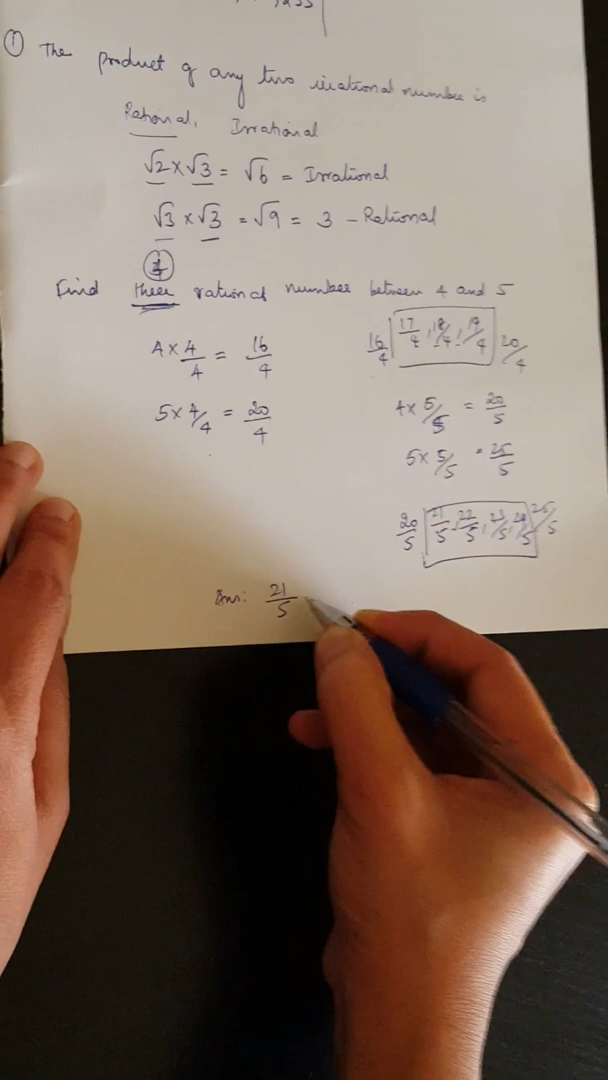 ① The product of any two irrational number is
Rational, Irrational
√2 × √3 = √6 = Irrational
√3 × √3 = √9 = 3 - Rational
Find three rational number between 4 and 5
4 × 4/4 = 16/4
5 × 4/4 = 20/4
16/4 17/4, 18/4, 19/4 20/4
4 × 5/5 = 20/5
5 × 5/5 = 25/5
20/5 21/5, 22/5, 23/5, 24/5 25/5
Ans: 21/5